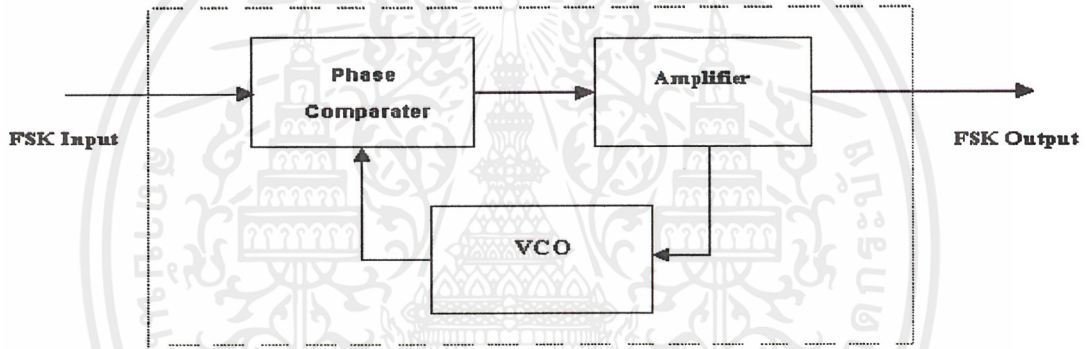 Phase
Comparater
Amplifier
FSK Input
FSK Output
VCO